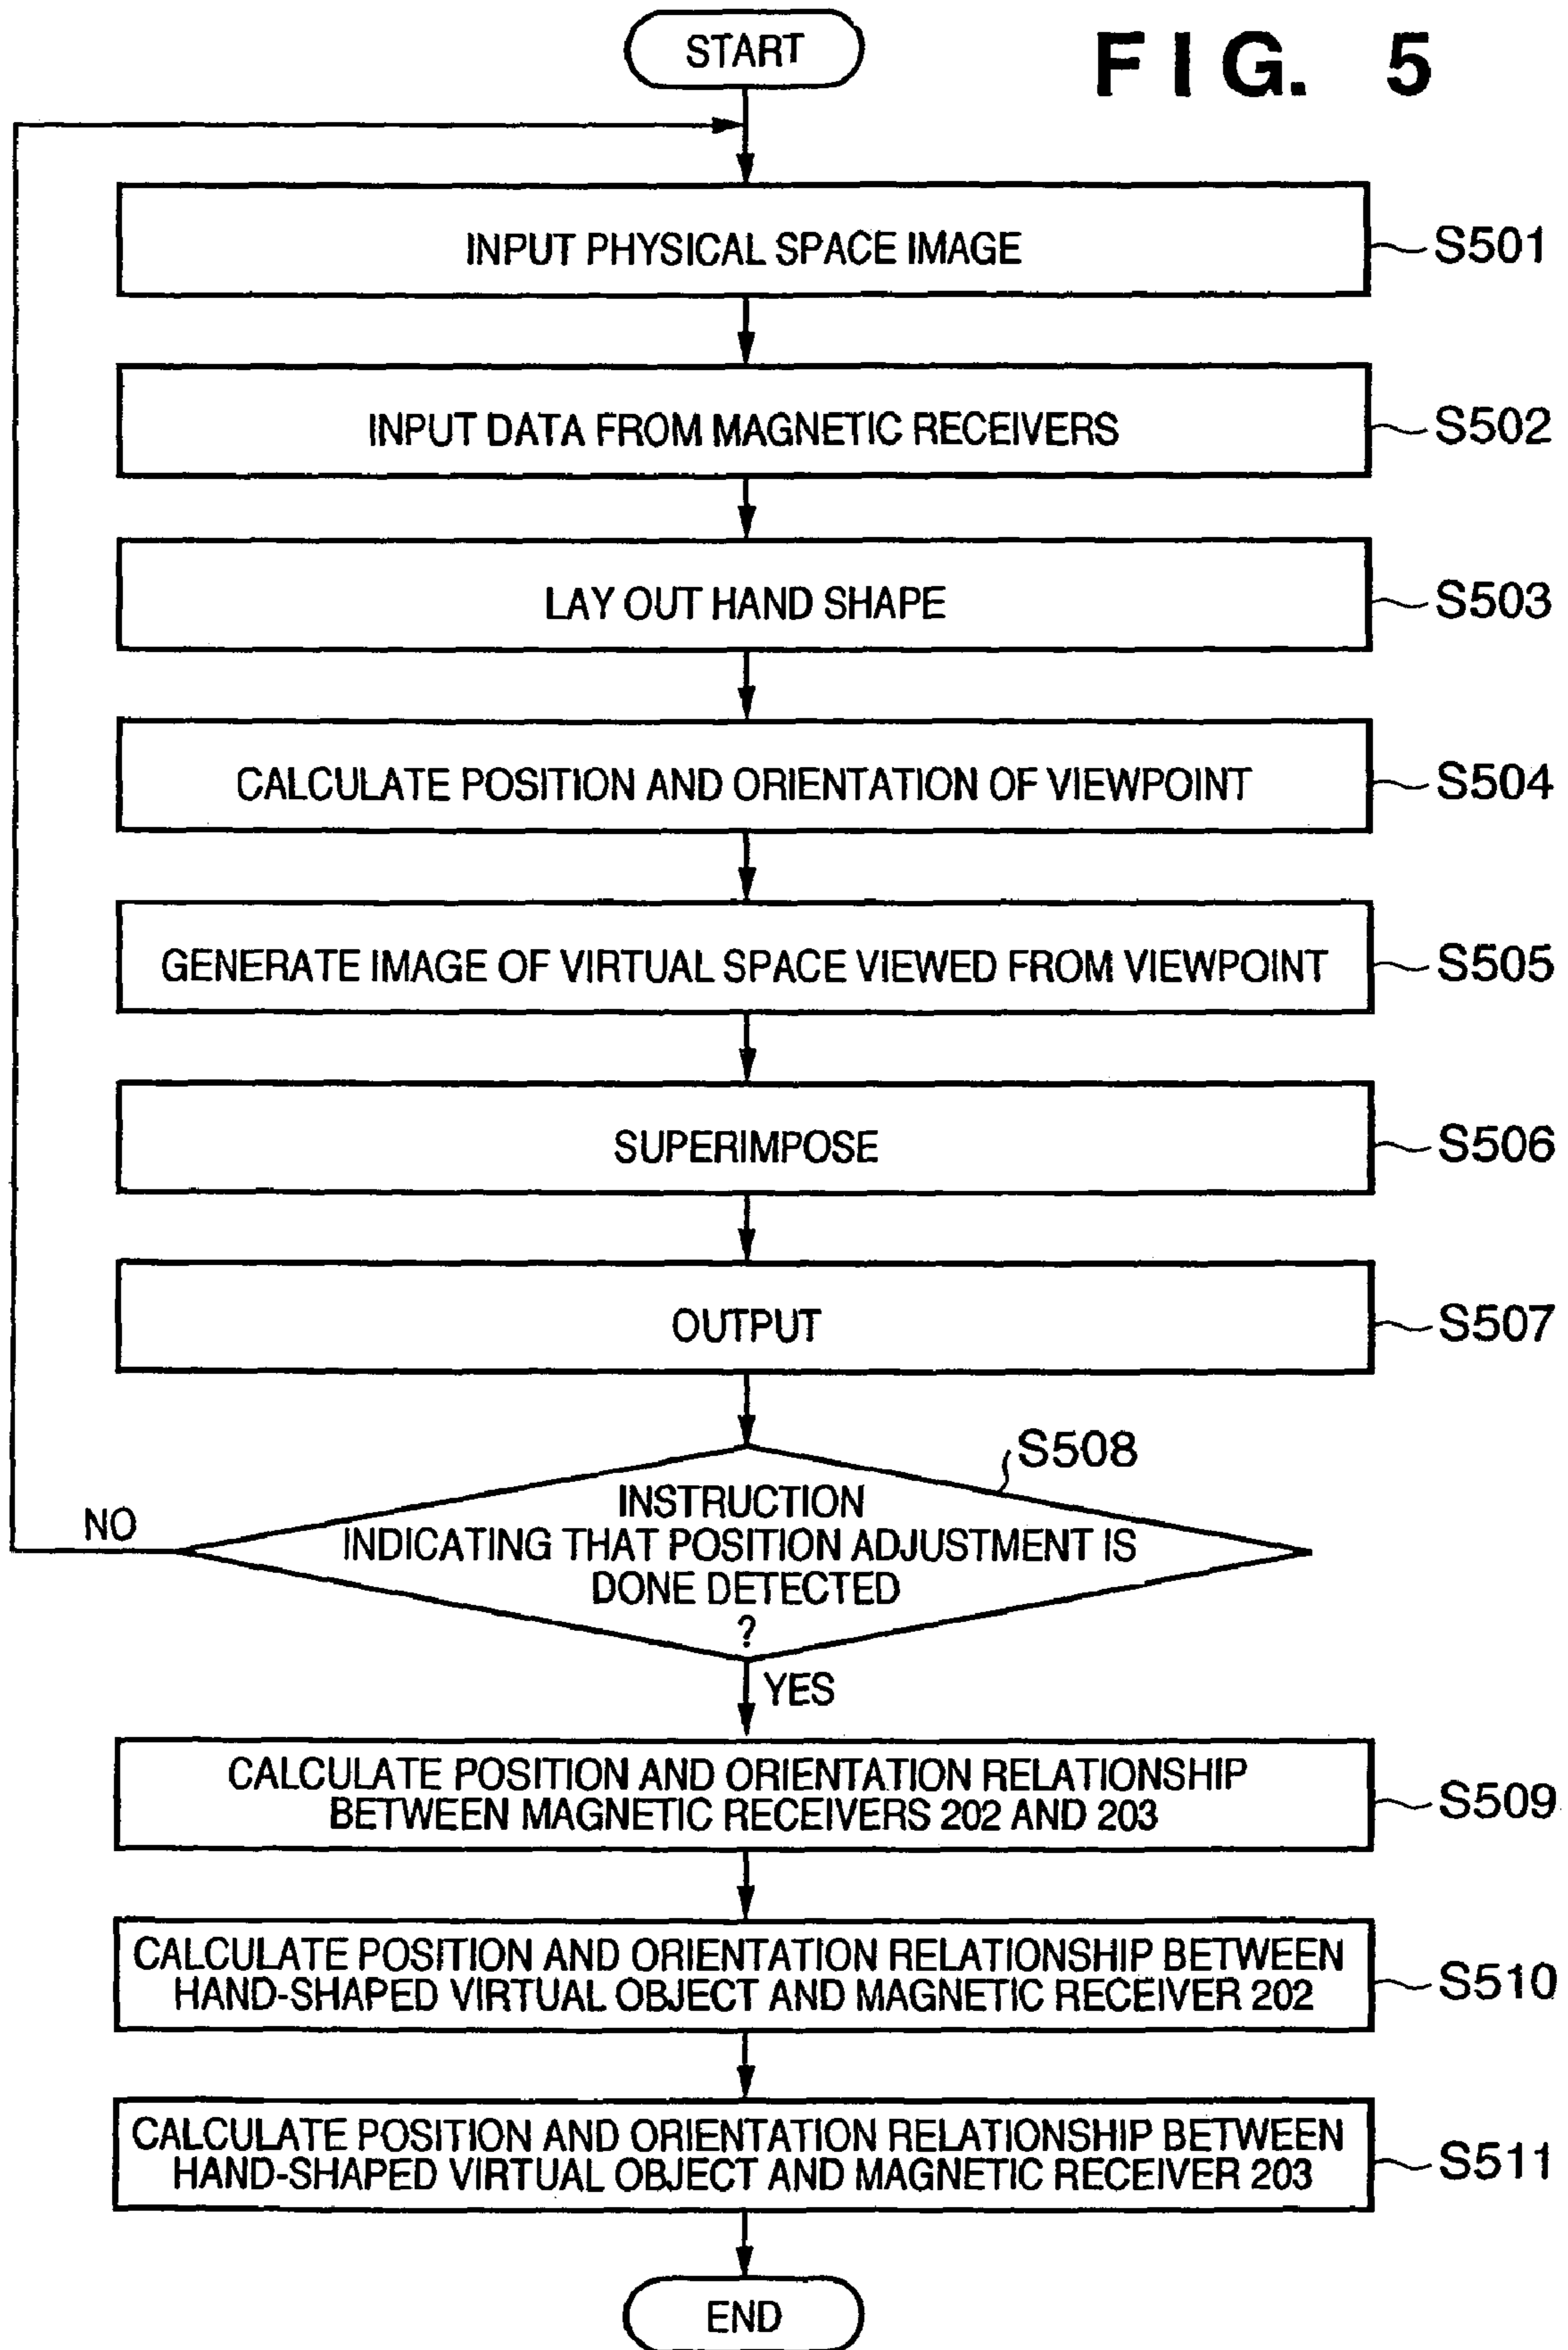 START
FIG. 5
INPUT PHYSICAL SPACE IMAGE
S501
INPUT DATA FROM MAGNETIC RECEIVERS
S502
LAY OUT HAND SHAPE
S503
CALCULATE POSITION AND ORIENTATION OF VIEWPOINT
S504
GENERATE IMAGE OF VIRTUAL SPACE VIEWED FROM VIEWPOINT
S505
SUPERIMPOSE
S506
OUTPUT
S507
S508
INSTRUCTION
INDICATING THAT POSITION ADJUSTMENT IS
DONE DETECTED
?
NO
YES
CALCULATE POSITION AND ORIENTATION RELATIONSHIP
BETWEEN MAGNETIC RECEIVERS 202 AND 203
S509
CALCULATE POSITION AND ORIENTATION RELATIONSHIP BETWEEN
HAND-SHAPED VIRTUAL OBJECT AND MAGNETIC RECEIVER 202
S510
CALCULATE POSITION AND ORIENTATION RELATIONSHIP BETWEEN
HAND-SHAPED VIRTUAL OBJECT AND MAGNETIC RECEIVER 203
S511
END